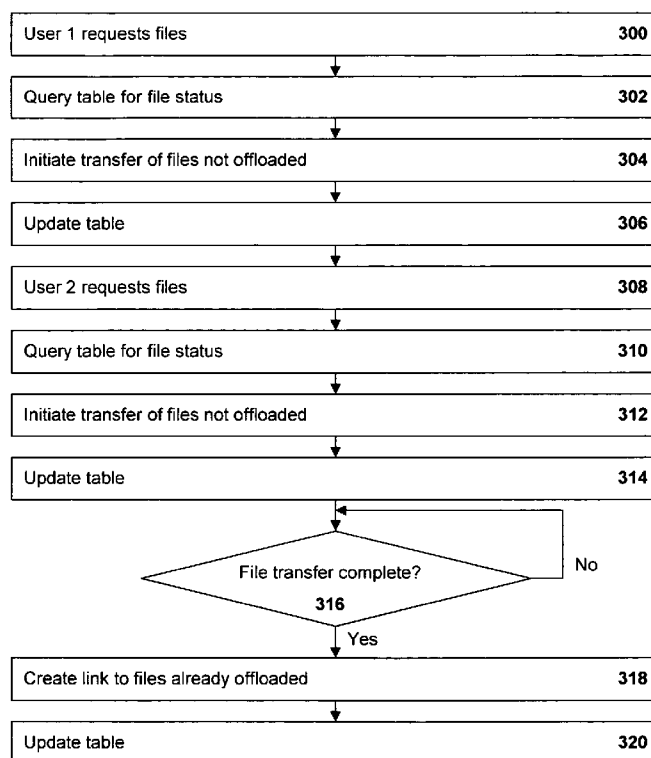 User 1 requests files 300
Query table for file status 302
Initiate transfer of files not offloaded 304
Update table 306
User 2 requests files 308
Query table for file status 310
Initiate transfer of files not offloaded 312
Update table 314
File transfer complete?
316
No
Yes
Create link to files already offloaded 318
Update table 320